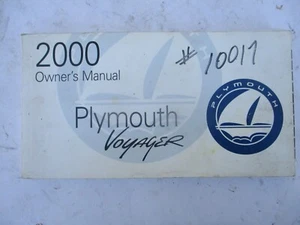 2000
# 10017
Owner's Manual
PLYMOUTH
Plymouth
VOYAGER